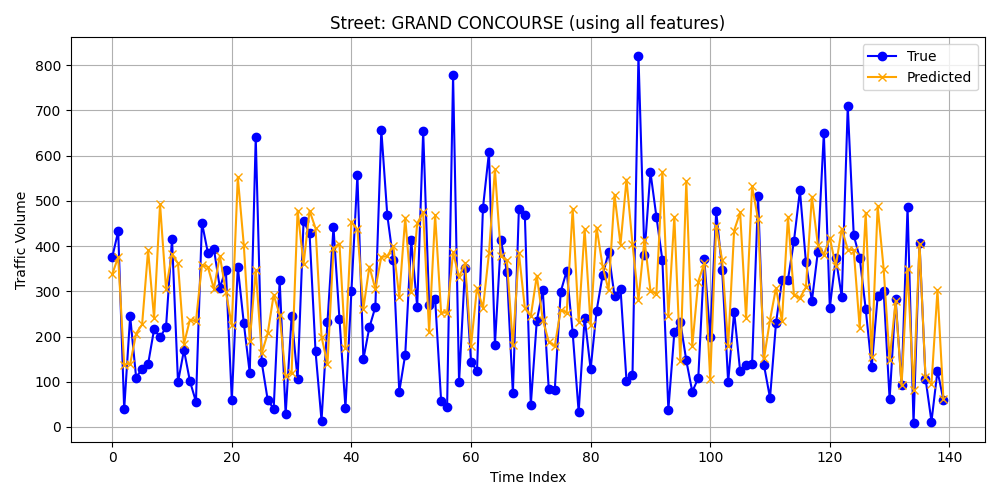 Street: GRAND CONCOURSE (using all features)
True
Predicted
Traffic Volume
800
700
600
500
400
300
200
100
0
0 20 40 60 80 100 120 140
Time Index